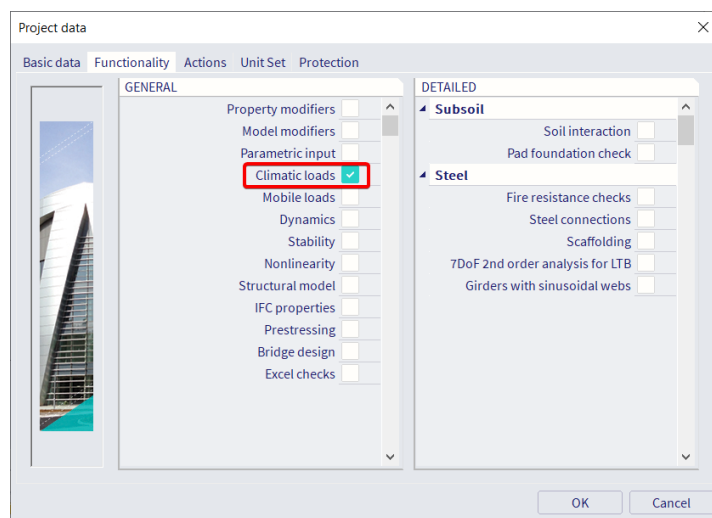 Project data
Basic data Functionality Actions Unit Set Protection
GENERAL
Property modifiers
Model modifiers
Parametric input
Climatic loads
Mobile loads
Dynamics
Stability
Nonlinearity
Structural model
IFC properties
Prestressing
Bridge design
Excel checks
DETAILED
Subsoil
Soil interaction
Pad foundation check
Steel
Fire resistance checks
Steel connections
Scaffolding
7DoF 2nd order analysis for LTB
Girders with sinusoidal webs
OK Cancel